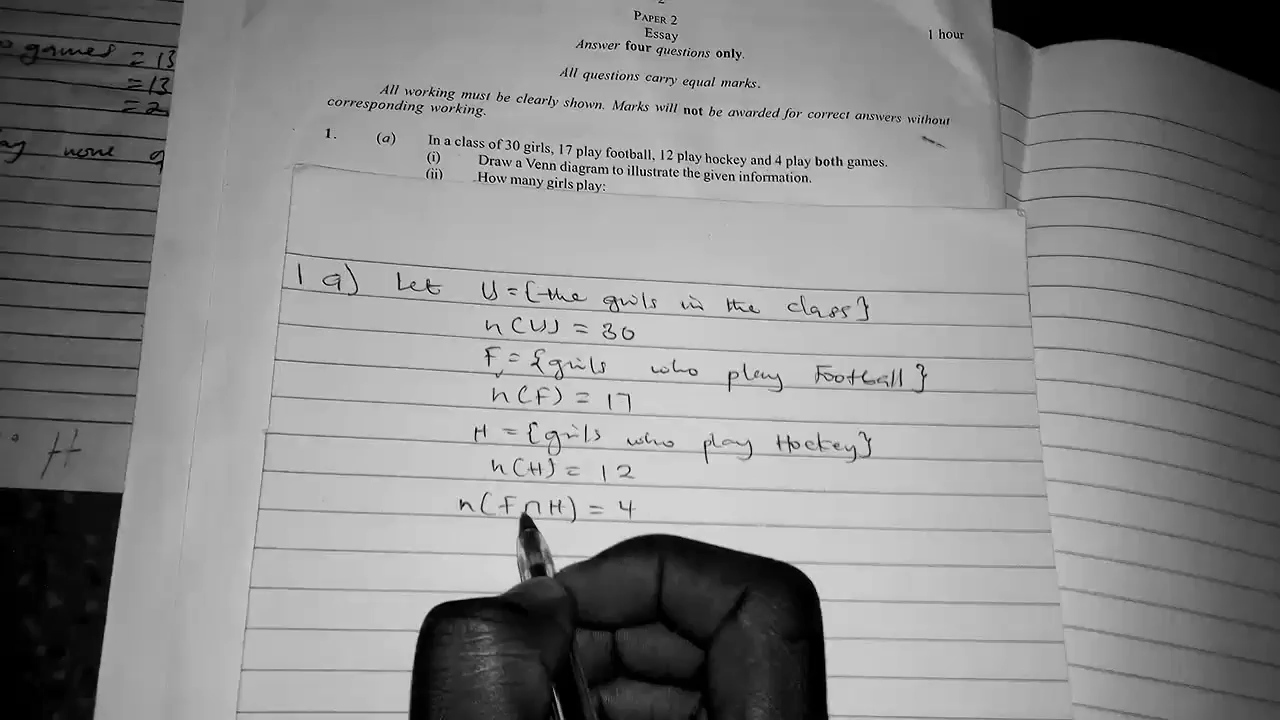 2
PAPER 2
Essay
1 hour
Answer four questions only.
All questions carry equal marks.
All working must be clearly shown. Marks will not be awarded for correct answers without
corresponding working.
1. (a) In a class of 30 girls, 17 play football, 12 play hockey and 4 play both games.
(i) Draw a Venn diagram to illustrate the given information.
(ii) How many girls play:
games = 13
= 13
= 2
none
H
1 a) Let U = {the girls in the class}
n(U) = 30
F = {girls who play Football}
n(F) = 17
H = {girls who play Hockey}
n(H) = 12
n(F∩H) = 4